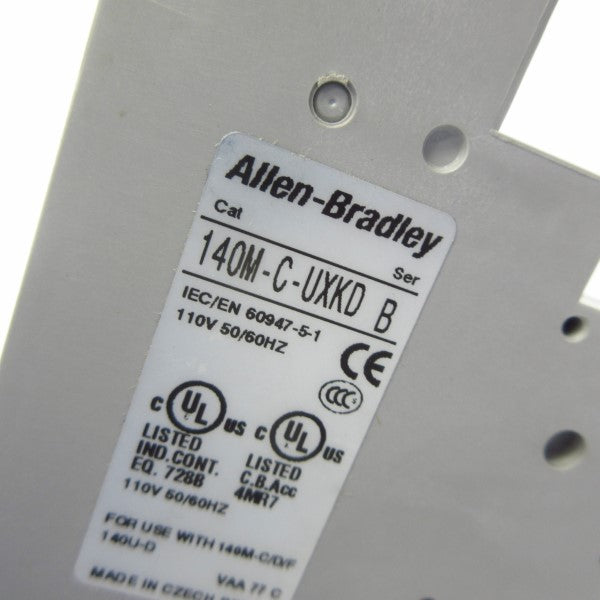 Allen-Bradley
Cat
Ser
140M-C-UXKD B
IEC/EN 60947-5-1
110V 50/60HZ
CE
CCC
c UL us
LISTED
IND.CONT.
EQ. 728B
110V 50/60HZ
c UL us
LISTED
C.B.Acc
4MR7
FOR USE WITH 140M-C/D/F
140U-D
VAA 77 C
MADE IN CZECH